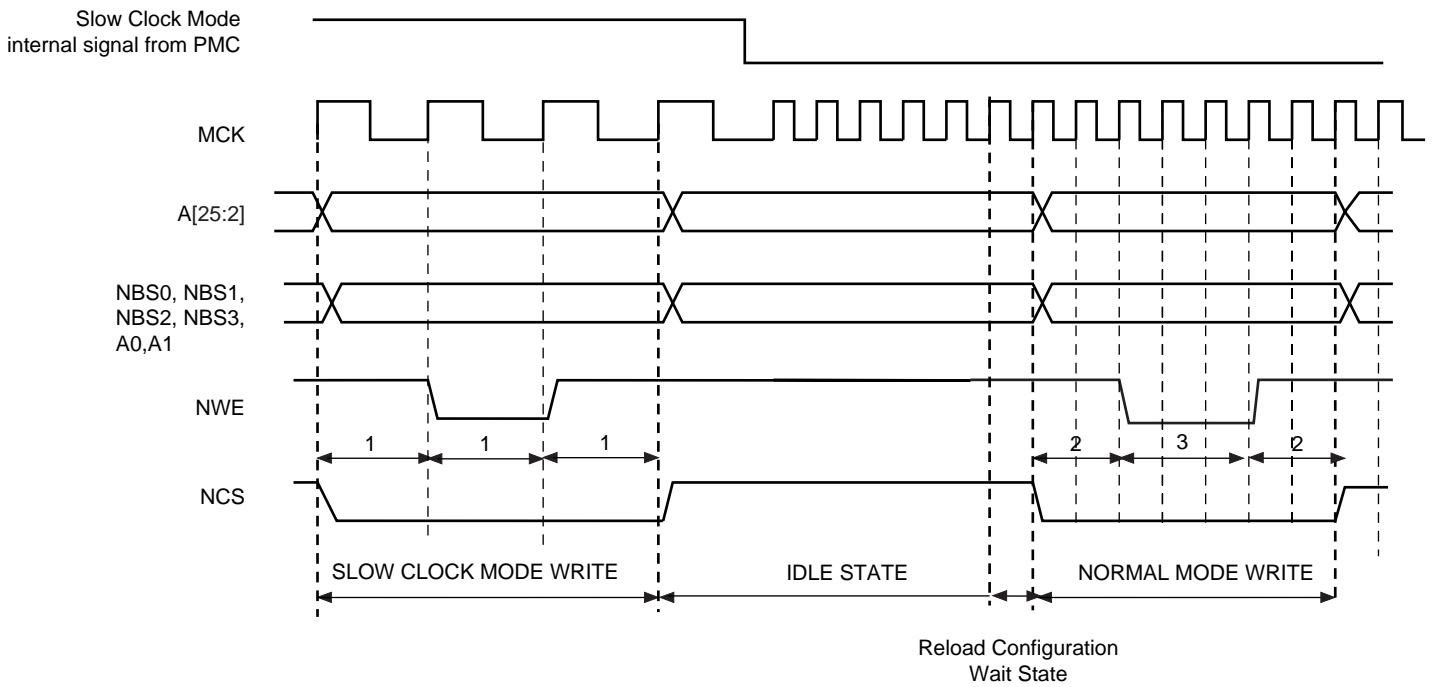 Slow Clock Mode
internal signal from PMC
MCK
A[25:2]
NBS0, NBS1,
NBS2, NBS3,
A0,A1
NWE
1 1 1 2 3 2
NCS
SLOW CLOCK MODE WRITE IDLE STATE NORMAL MODE WRITE
Reload Configuration
Wait State